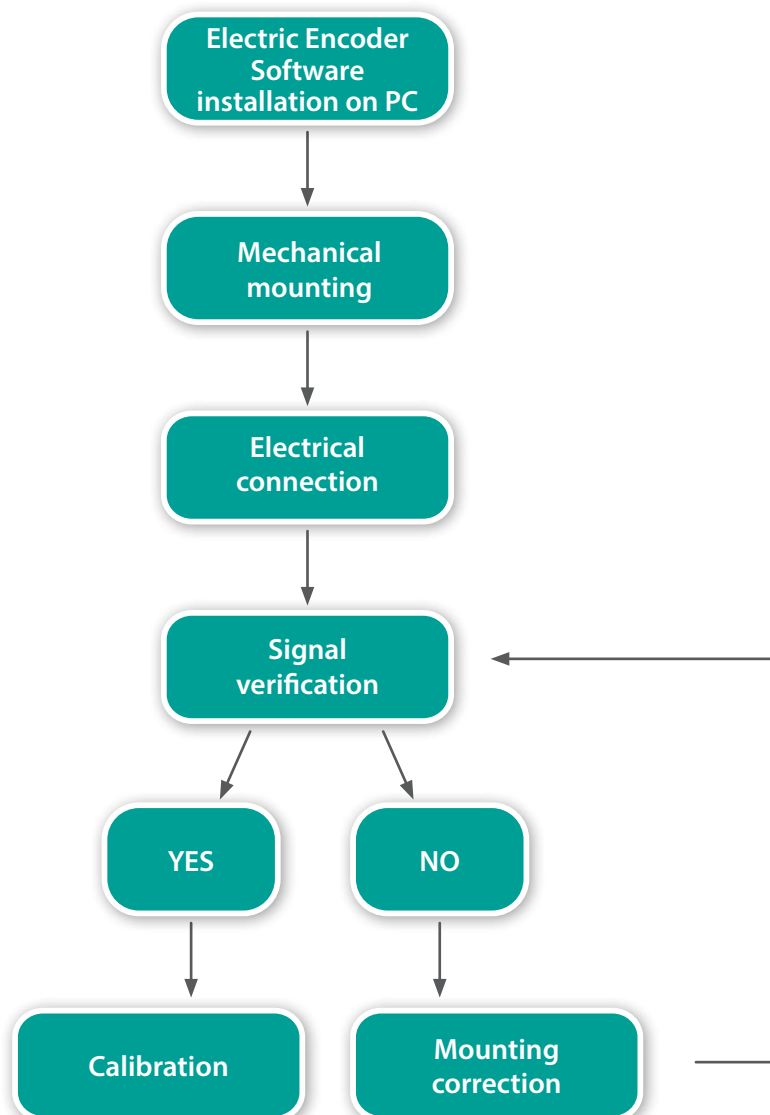 Electric Encoder
Software
installation on PC
Mechanical
mounting
Electrical
connection
Signal
verification
YES
NO
Calibration
Mounting
correction